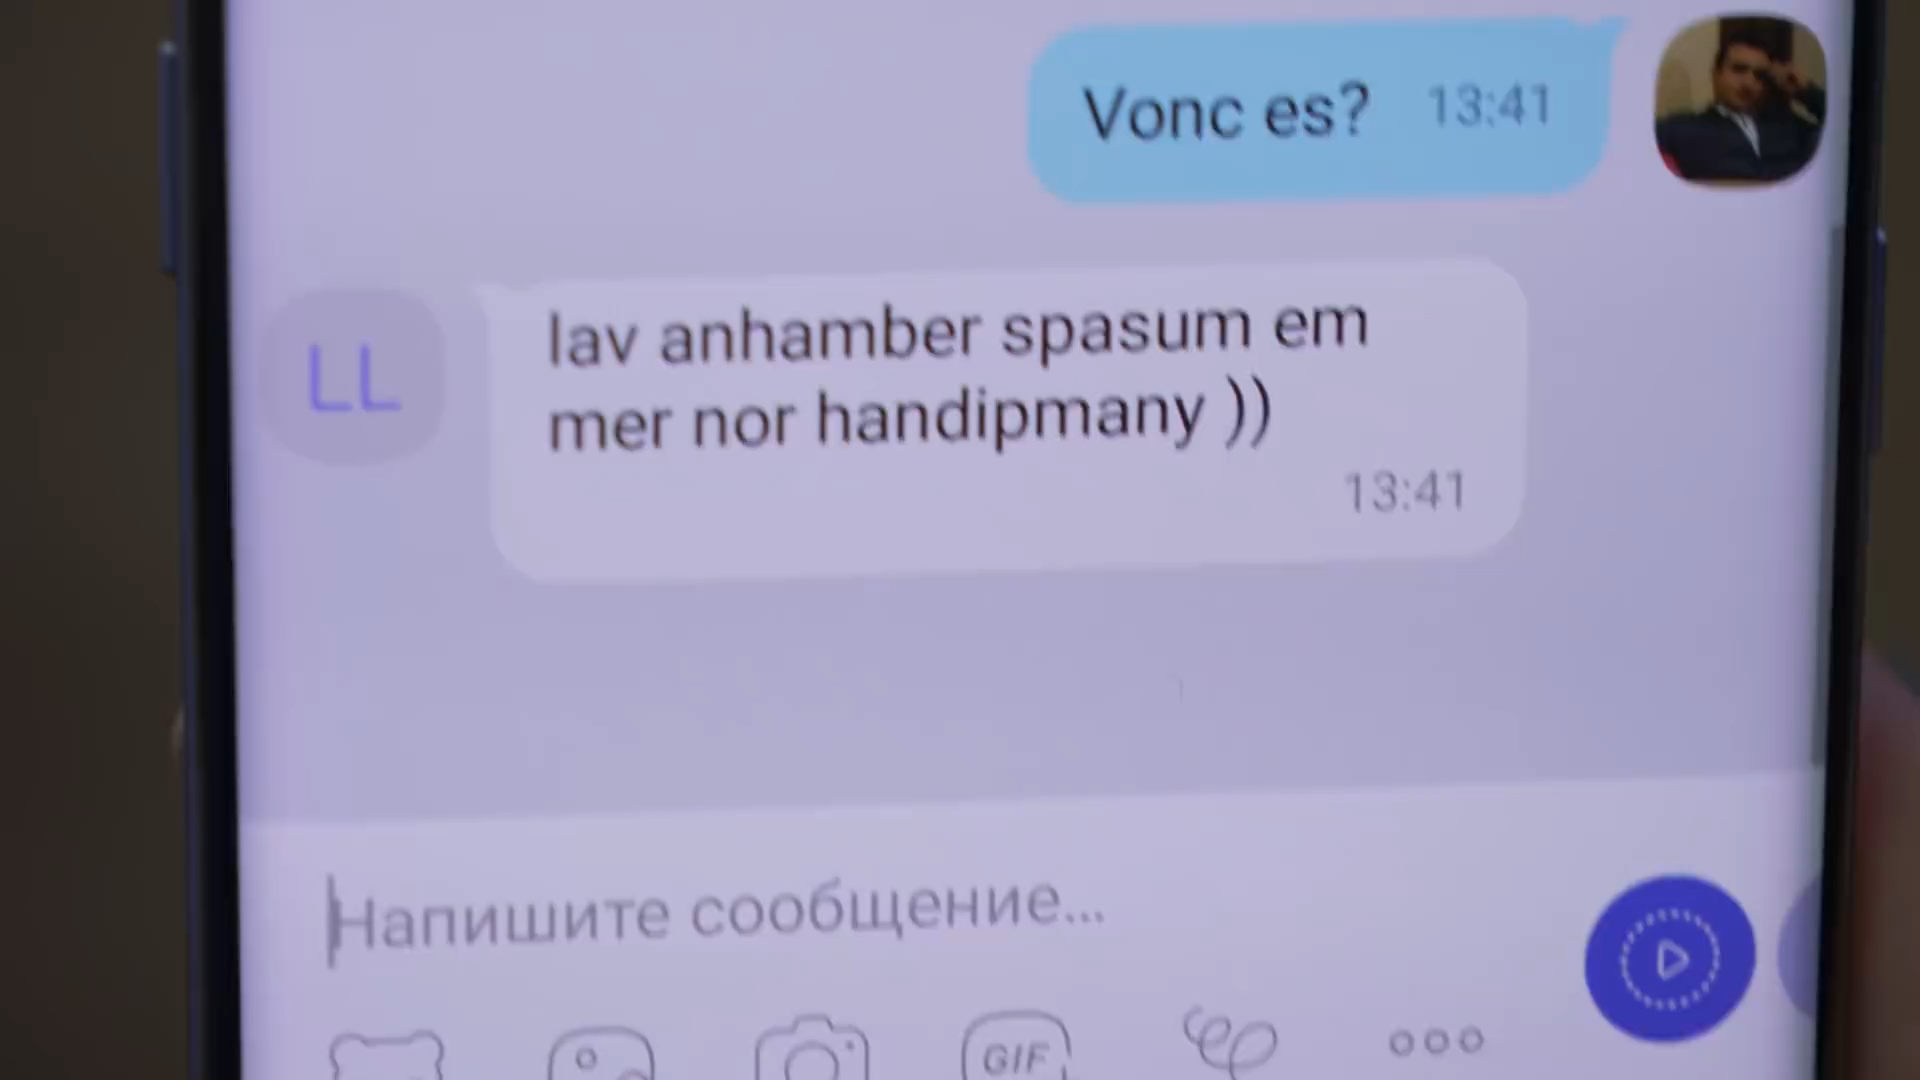 Vonc es? 13:41
LL
lav anhamber spasum em
mer nor handipmany ))
13:41
Напишите сообщение...
GIF